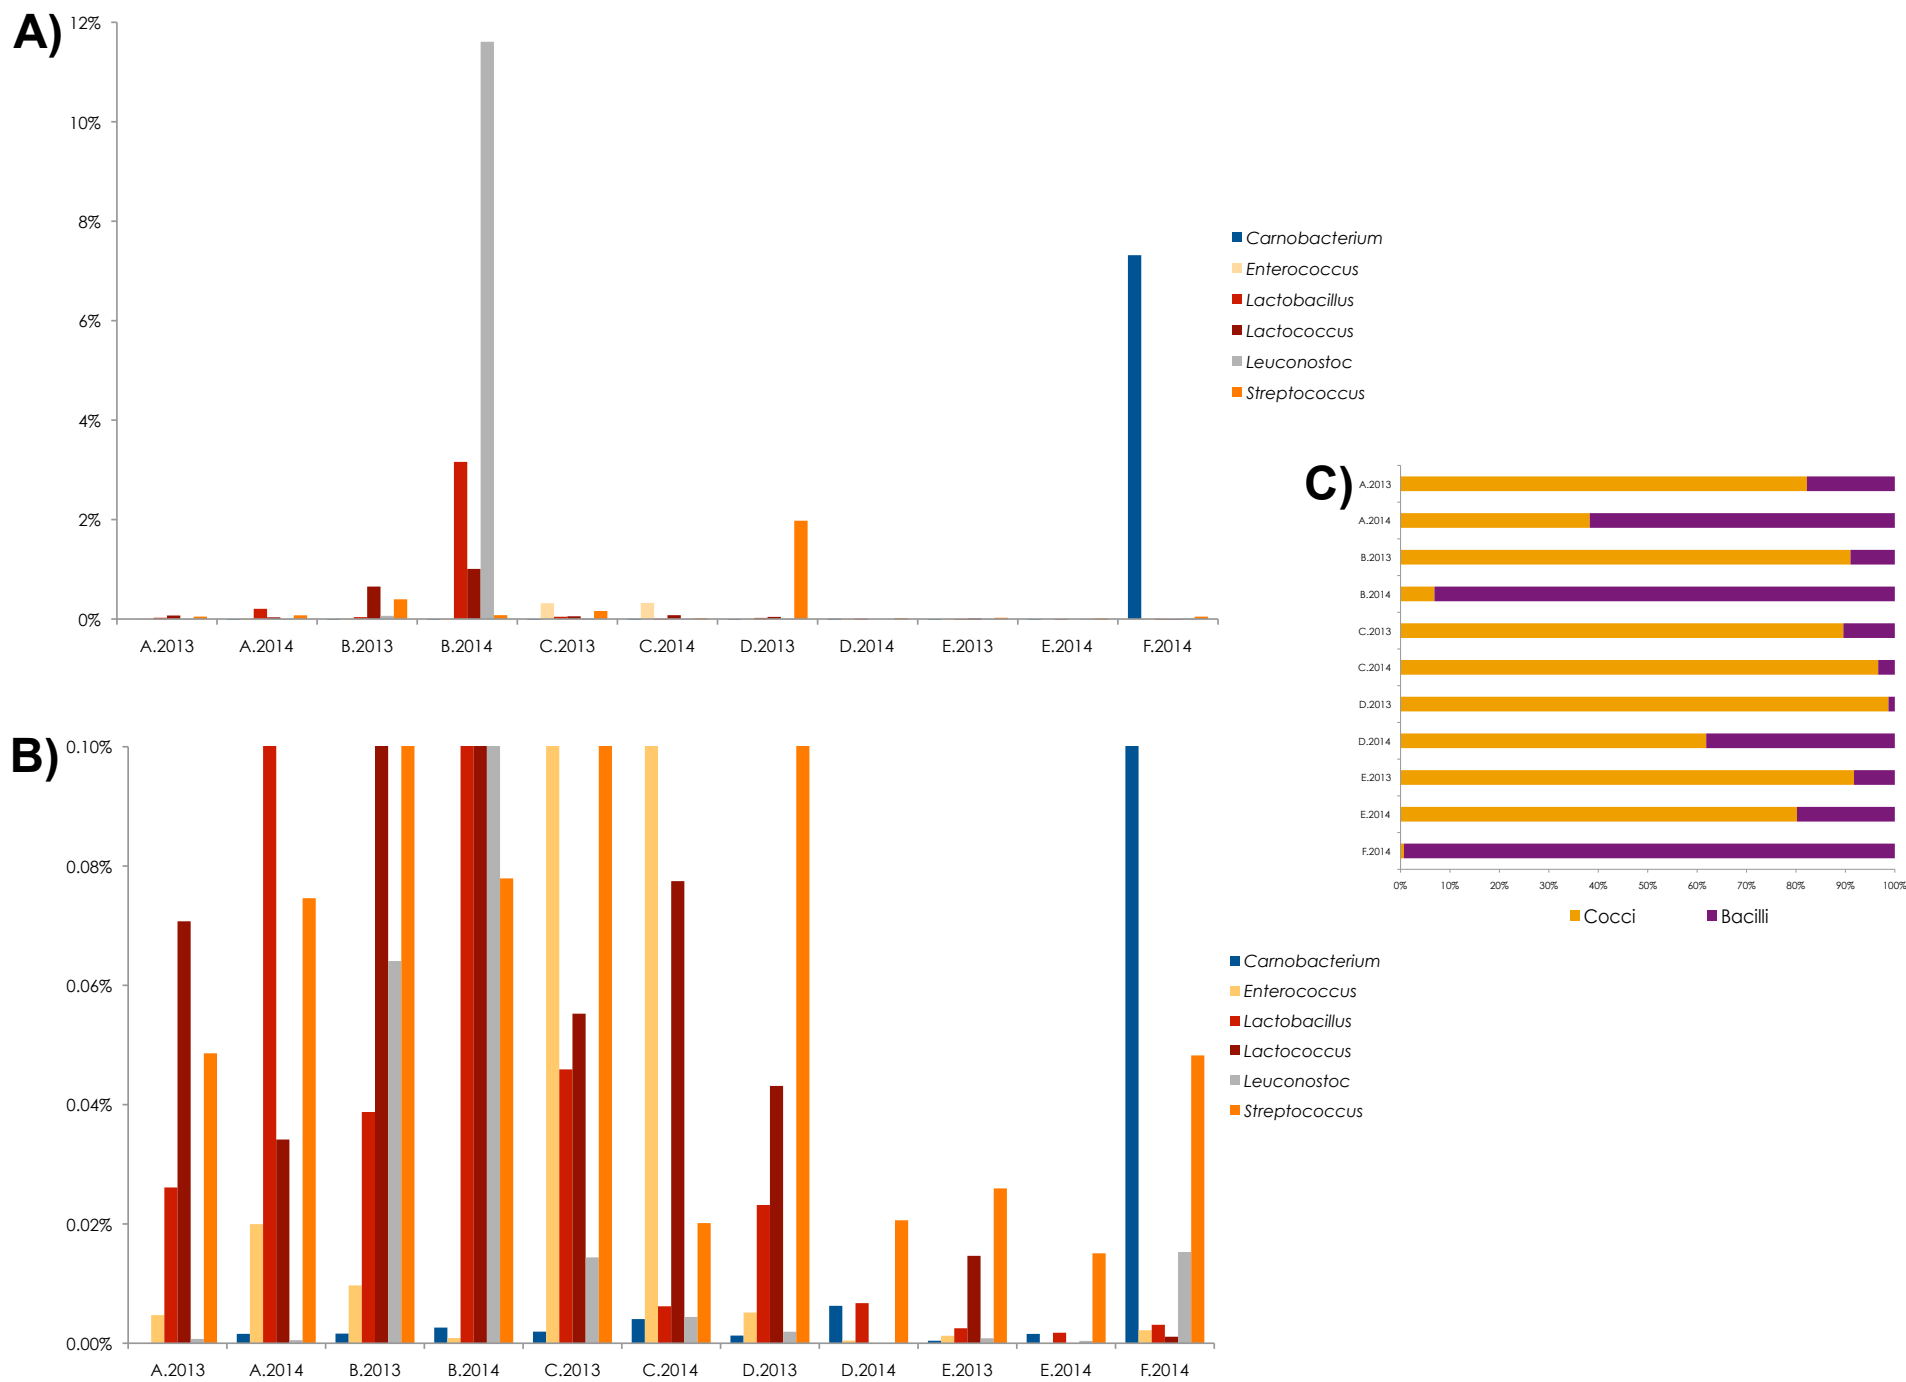 A)
12%
10%
8%
6%
4%
2%
0%
A.2013 A.2014 B.2013 B.2014 C.2013 C.2014 D.2013 D.2014 E.2013 E.2014 F.2014
Carnobacterium
Enterococcus
Lactobacillus
Lactococcus
Leuconostoc
Streptococcus
B)
0.10%
0.08%
0.06%
0.04%
0.02%
0.00%
A.2013 A.2014 B.2013 B.2014 C.2013 C.2014 D.2013 D.2014 E.2013 E.2014 F.2014
Carnobacterium
Enterococcus
Lactobacillus
Lactococcus
Leuconostoc
Streptococcus
C)
A.2013
A.2014
B.2013
B.2014
C.2013
C.2014
D.2013
D.2014
E.2013
E.2014
F.2014
0% 10% 20% 30% 40% 50% 60% 70% 80% 90% 100%
Cocci Bacilli